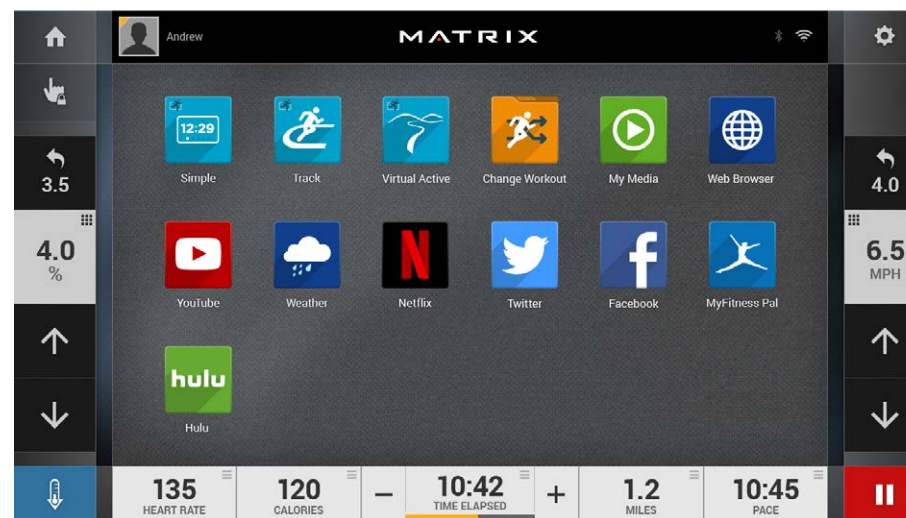 Andrew
MATRIX
3.5
4.0
%
12:29
Simple
Track
Virtual Active
Change Workout
My Media
Web Browser
YouTube
Weather
N
Netflix
Twitter
f
Facebook
MyFitness Pal
hulu
Hulu
4.0
6.5
MPH
135
HEART RATE
120
CALORIES
−
10:42
TIME ELAPSED
+
1.2
MILES
10:45
PACE